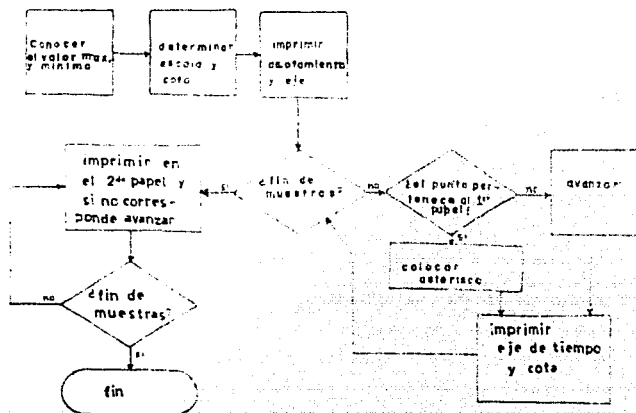 Conocer
el valor max.
y minimo
determinar
escala y
cota
imprimir
acotamiento
y eje
imprimir en
el 2do papel y
si no corres-
ponde avanzar
si
¿fin de
muestras?
no
¿el punto per-
tenece al 1er
papel?
no
avanzar
si
colocar
asterisco
no
¿fin de
muestras?
si
imprimir
eje de tiempo
y cota
fin